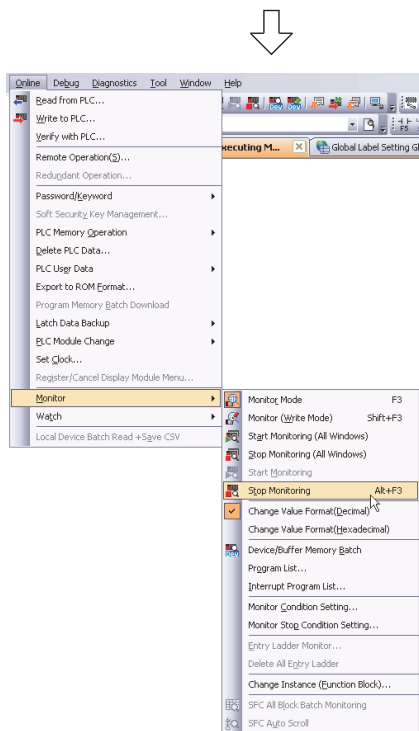 Online Debug Diagnostics Tool Window Help
Read from PLC...
Write to PLC...
Verify with PLC...
Remote Operation(S)...
Redundant Operation...
Password/Keyword
Soft Security Key Management...
PLC Memory Operation
Delete PLC Data...
PLC User Data
Export to ROM Format...
Program Memory Batch Download
Latch Data Backup
PLC Module Change
Set Clock...
Register/Cancel Display Module Menu...
Monitor
Watch
Local Device Batch Read +Save CSV
xecuting M...
Global Label Setting Gl
F5
Monitor Mode F3
Monitor (Write Mode) Shift+F3
Start Monitoring (All Windows)
Stop Monitoring (All Windows)
Start Monitoring
Stop Monitoring Alt+F3
Change Value Format(Decimal)
Change Value Format(Hexadecimal)
Device/Buffer Memory Batch
Program List...
Interrupt Program List...
Monitor Condition Setting...
Monitor Stop Condition Setting...
Entry Ladder Monitor...
Delete All Entry Ladder
Change Instance (Function Block)...
SFC All Block Batch Monitoring
SFC Auto Scroll